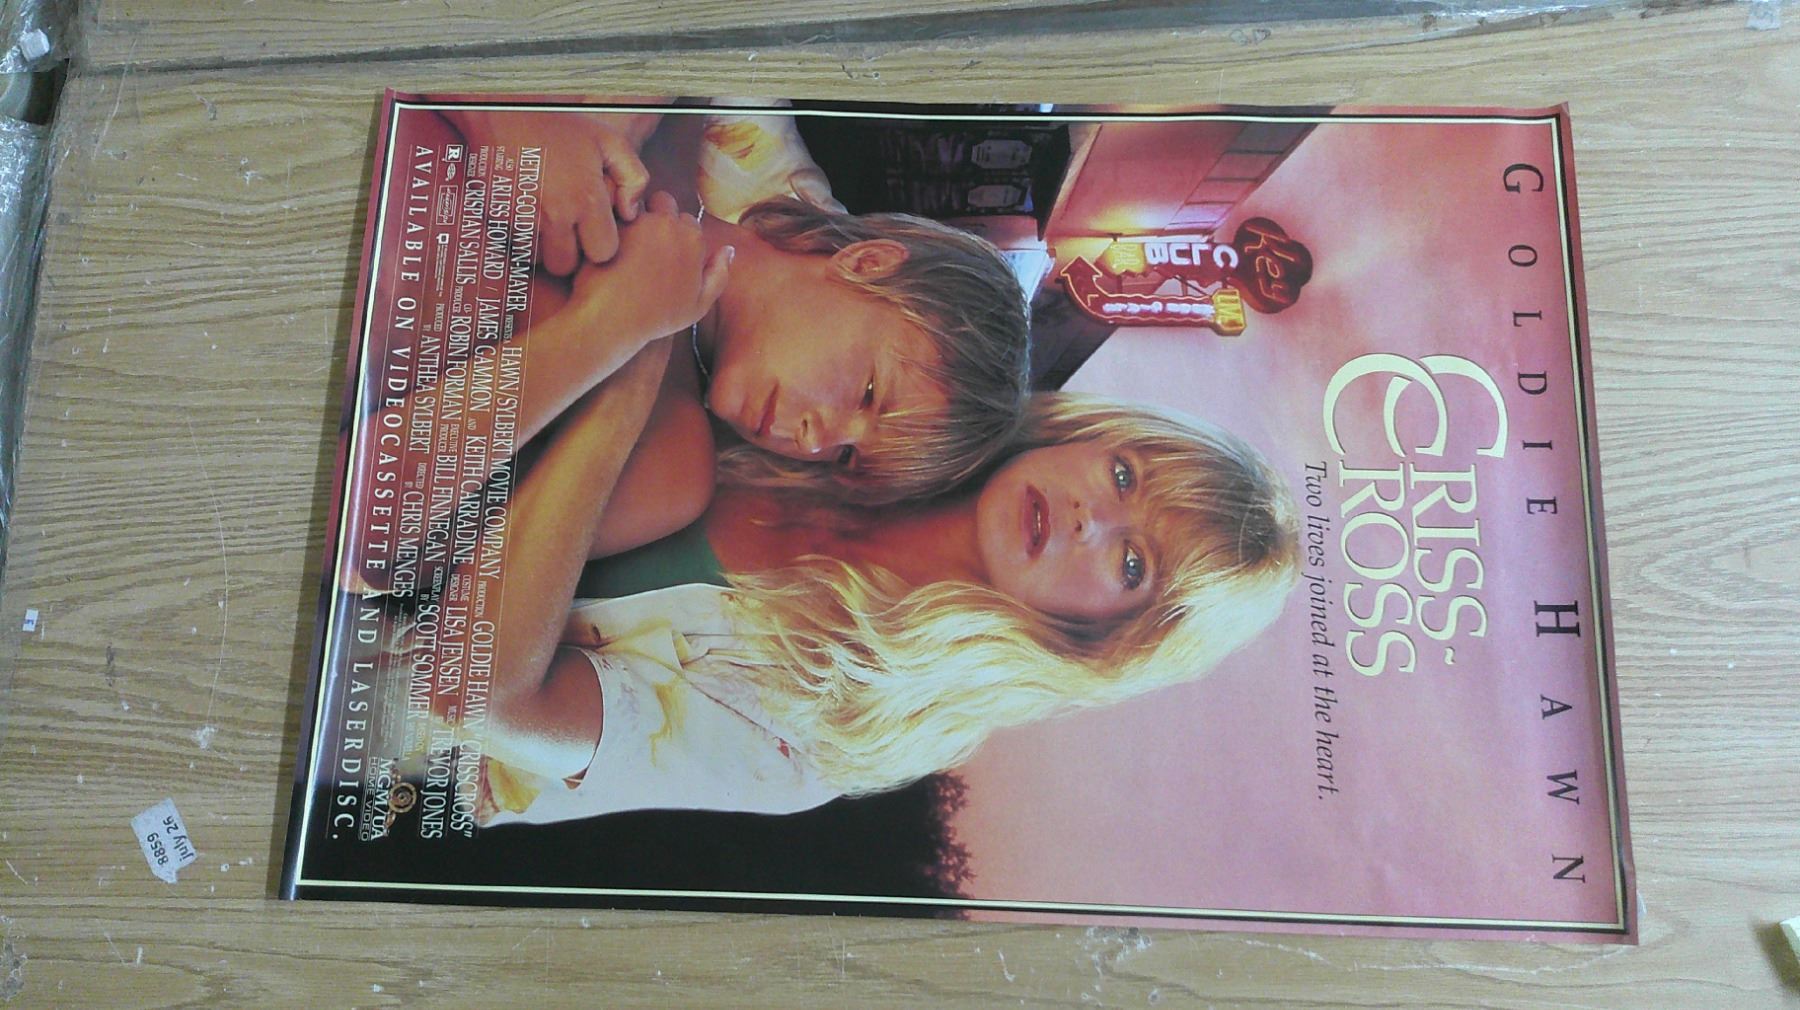 GOLDIE HAWN
CRISS~
CROSS
Two lives joined at the heart.
Key
CLUB
METRO-GOLDWYN-MAYER PRESENTS A HAWN/SYLBERT MOVIE COMPANY PRODUCTION GOLDIE HAWN "CRISSCROSS"
ALSO STARRING ARLISS HOWARD / JAMES GAMMON AND KEITH CARRADINE COSTUME DESIGNER LISA JENSEN MUSIC BY TREVOR JONES
PRODUCTION DESIGNER CRISPIAN SALLIS CO-PRODUCER ROBIN FORMAN EXECUTIVE PRODUCER BILL FINNEGAN SCREENPLAY BY SCOTT SOMMER
R PRODUCED BY ANTHEA SYLBERT DIRECTED BY CHRIS MENGES
MGM/UA
HOME VIDEO
AVAILABLE ON VIDEOCASSETTE AND LASERDISC.
8859
july 26